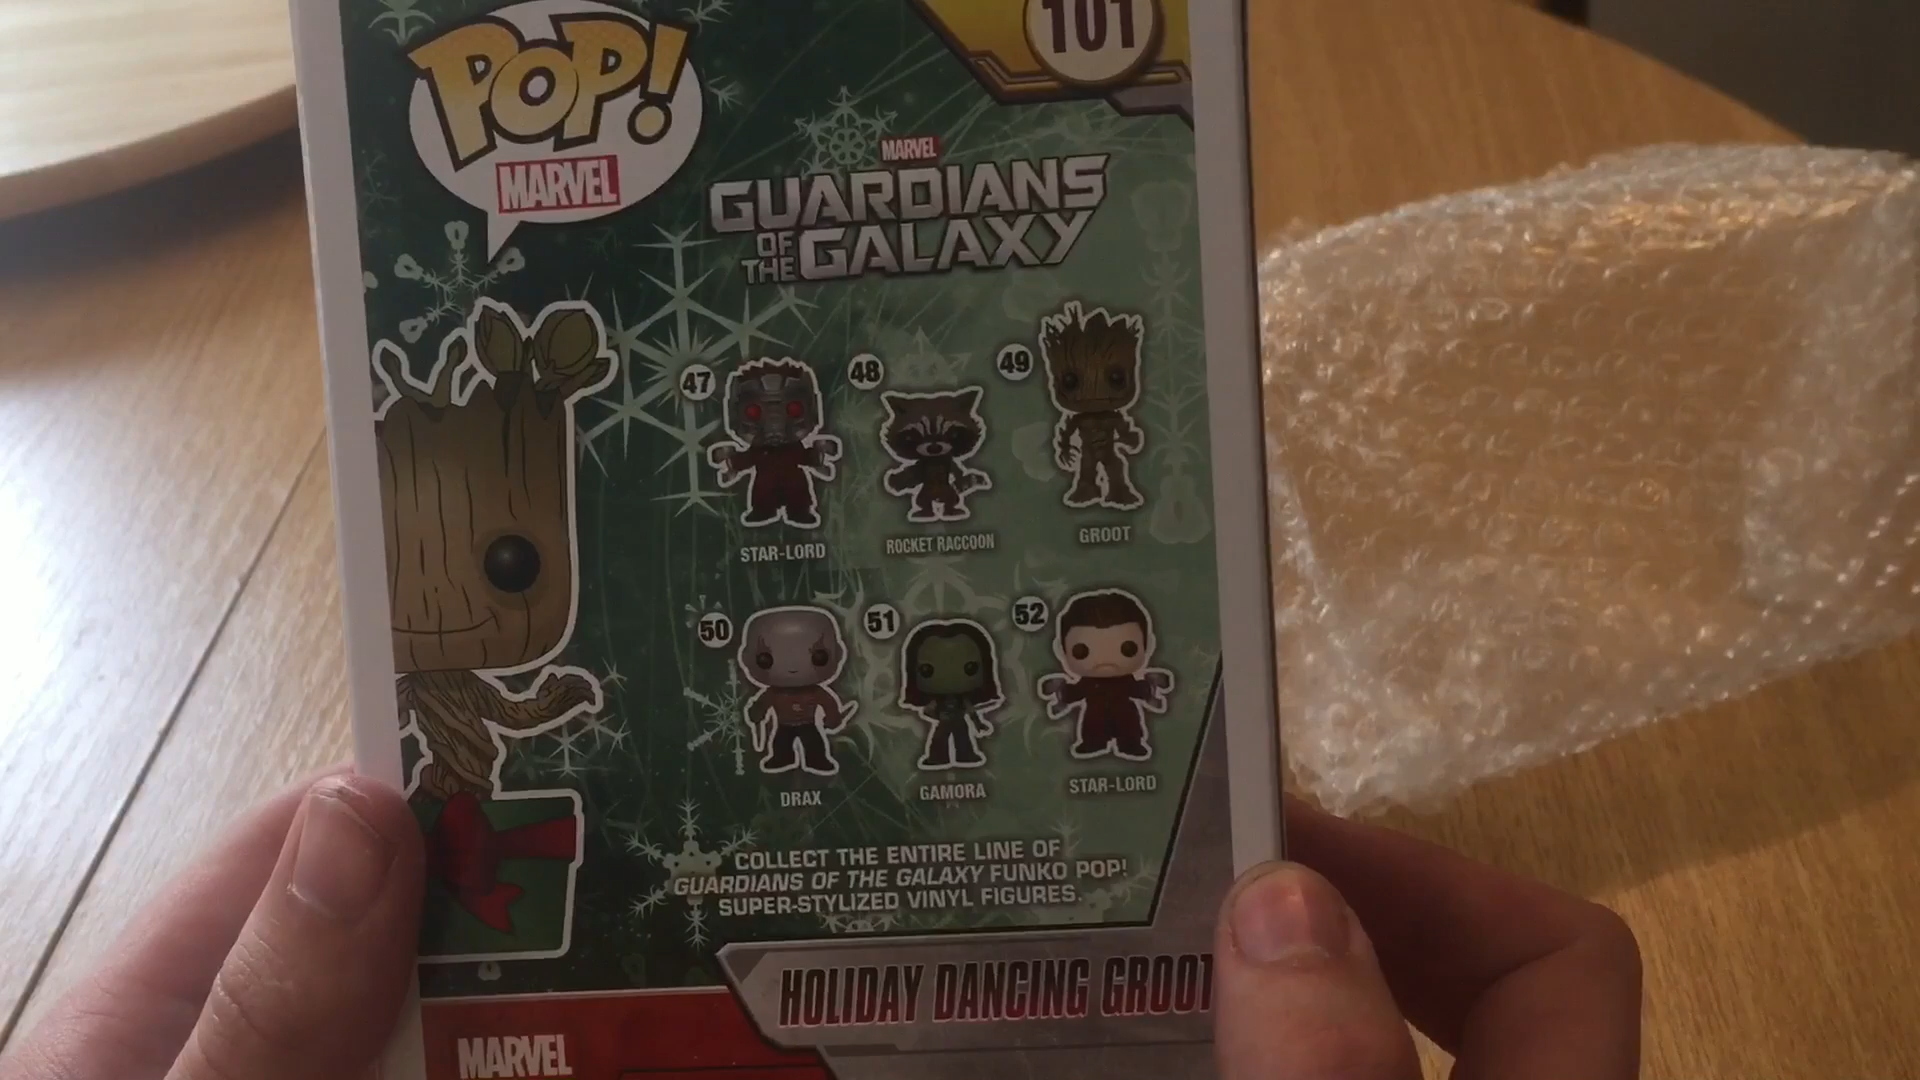 POP!
MARVEL
101
MARVEL
GUARDIANS
OF THE GALAXY
47
48
49
STAR-LORD
ROCKET RACCOON
GROOT
50
51
52
DRAX
GAMORA
STAR-LORD
COLLECT THE ENTIRE LINE OF
GUARDIANS OF THE GALAXY FUNKO POP!
SUPER-STYLIZED VINYL FIGURES.
HOLIDAY DANCING GROOT
MARVEL